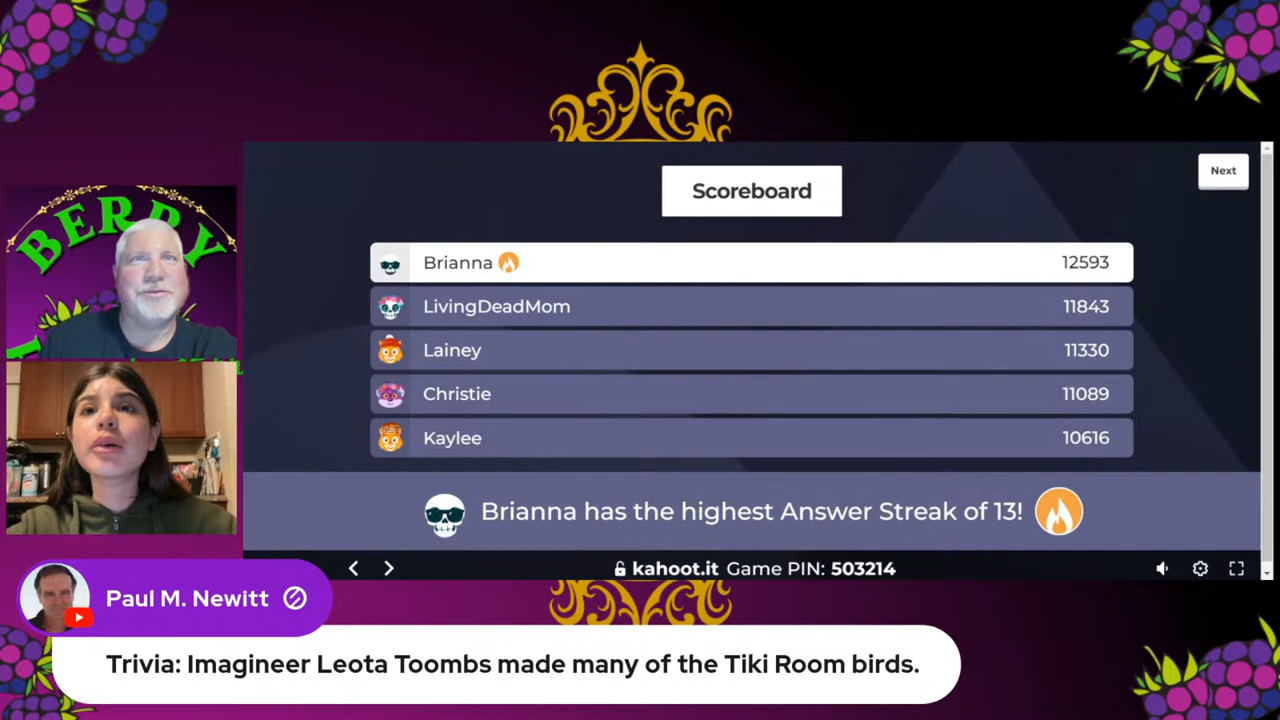 BERRY
Scoreboard
Next
Brianna 12593
LivingDeadMom 11843
Lainey 11330
Christie 11089
Kaylee 10616
Brianna has the highest Answer Streak of 13!
kahoot.it Game PIN: 503214
Paul M. Newitt
Trivia: Imagineer Leota Toombs made many of the Tiki Room birds.